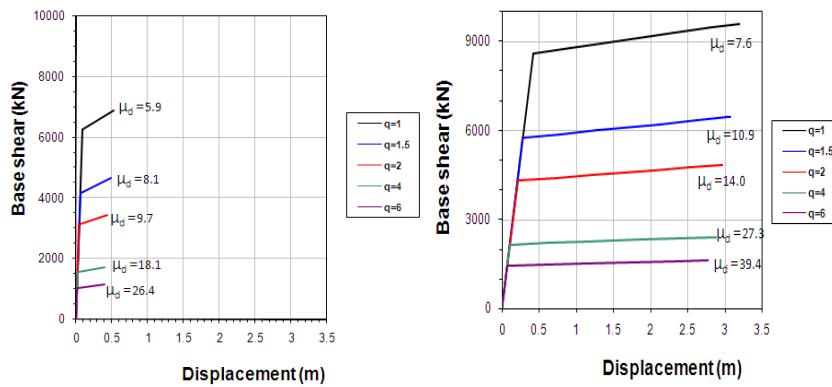 10000
8000
6000
4000
2000
0
Base shear (kN)
μd=5.9
μd=8.1
μd=9.7
μd=18.1
μd=26.4
0 0.5 1 1.5 2 2.5 3 3.5
Displacement (m)
q=1
q=1.5
q=2
q=4
q=6
9000
6000
3000
0
Base shear (kN)
μd=7.6
μd=10.9
μd=14.0
μd=27.3
μd=39.4
0 0.5 1 1.5 2 2.5 3 3.5
Displacement (m)
q=1
q=1.5
q=2
q=4
q=6